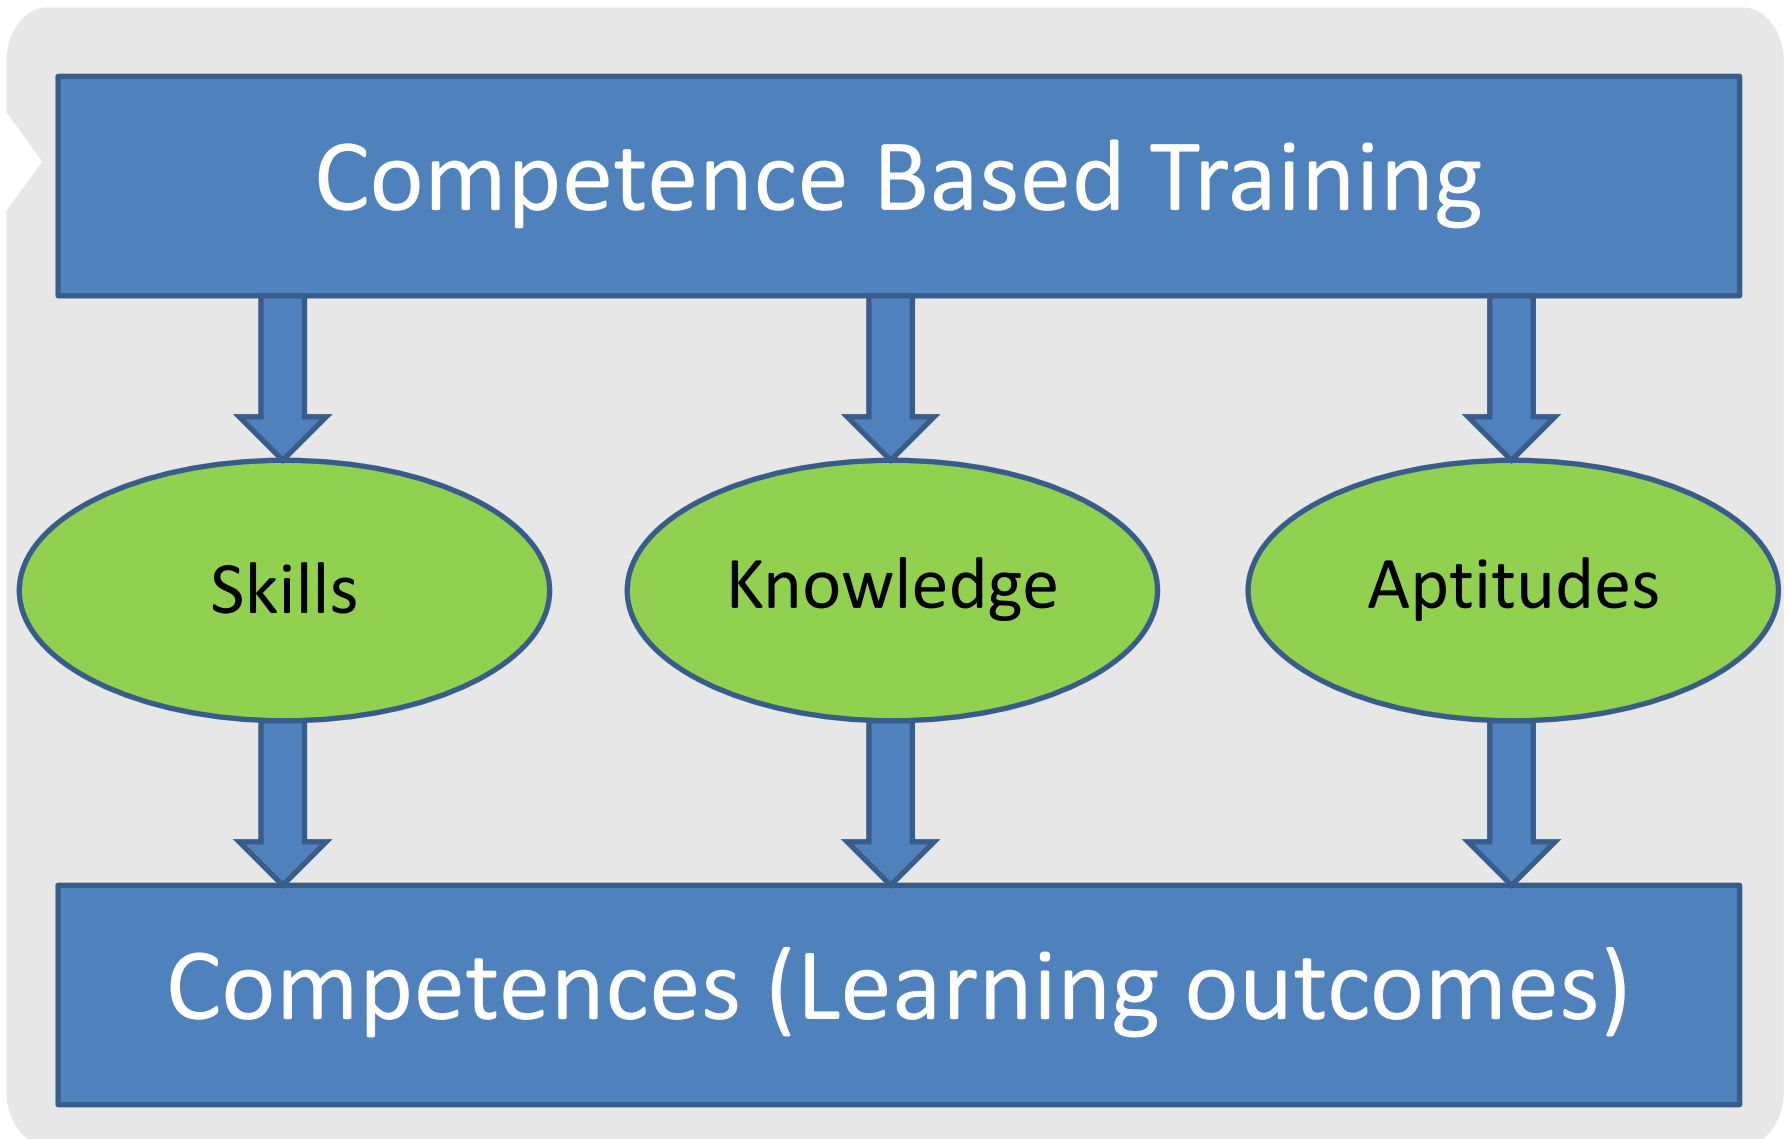 Competence Based Training
Skills
Knowledge
Aptitudes
Competences (Learning outcomes)